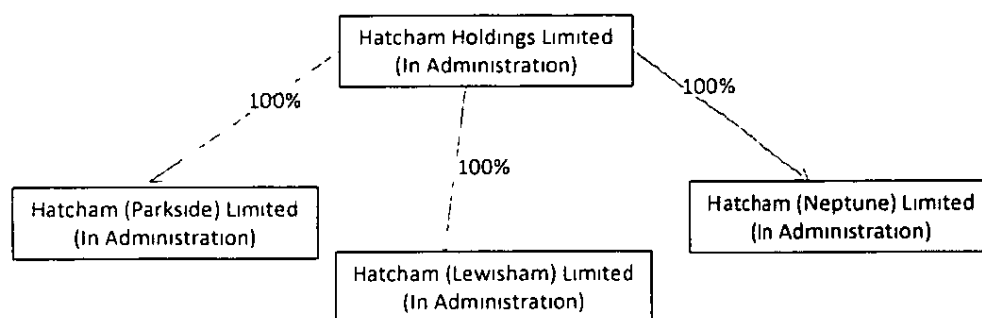 Hatcham Holdings Limited
(In Administration)
100%
100%
100%
Hatcham (Parkside) Limited
(In Administration)
Hatcham (Neptune) Limited
(In Administration)
Hatcham (Lewisham) Limited
(In Administration)